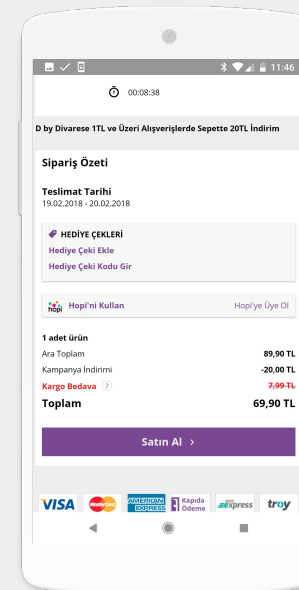 11:46
00:08:38
D by Divarese 1TL ve Üzeri Alışverişlerde Sepette 20TL İndirim
Sipariş Özeti
Teslimat Tarihi
19.02.2018 - 20.02.2018
HEDİYE ÇEKLERİ
Hediye Çeki Ekle
Hediye Çeki Kodu Gir
hopi Hopi'ni Kullan Hopi'ye Üye Ol
1 adet ürün
Ara Toplam 89,90 TL
Kampanya İndirimi -20,00 TL
Kargo Bedava ? 7,99 TL
Toplam 69,90 TL
Satın Al >
VISA MasterCard AMERICAN EXPRESS Kapıda Ödeme express troy